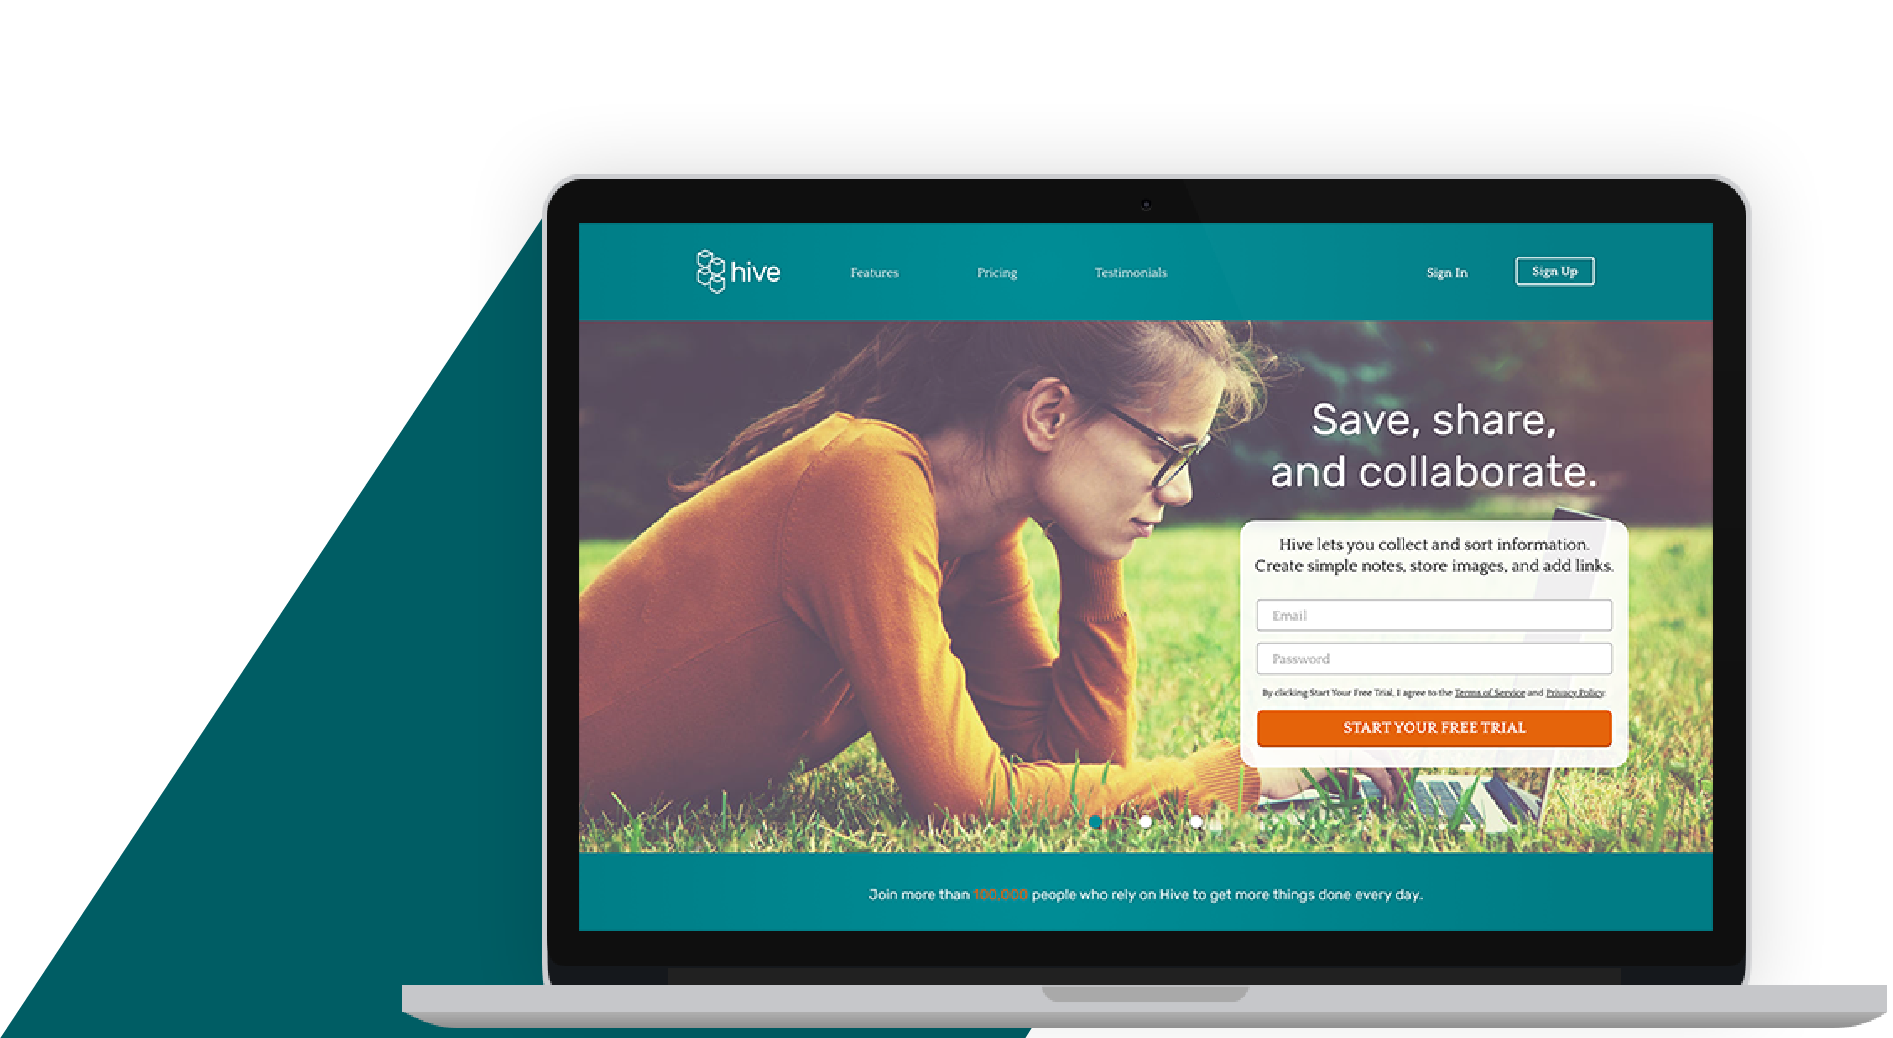 hive
Features
Pricing
Testimonials
Sign In
Sign Up
Save, share,
and collaborate.
Hive lets you collect and sort information.
Create simple notes, store images, and add links.
Email
Password
By clicking Start Your Free Trial, I agree to the Terms of Service and Privacy Policy.
START YOUR FREE TRIAL
Join more than 100,000 people who rely on Hive to get more things done every day.